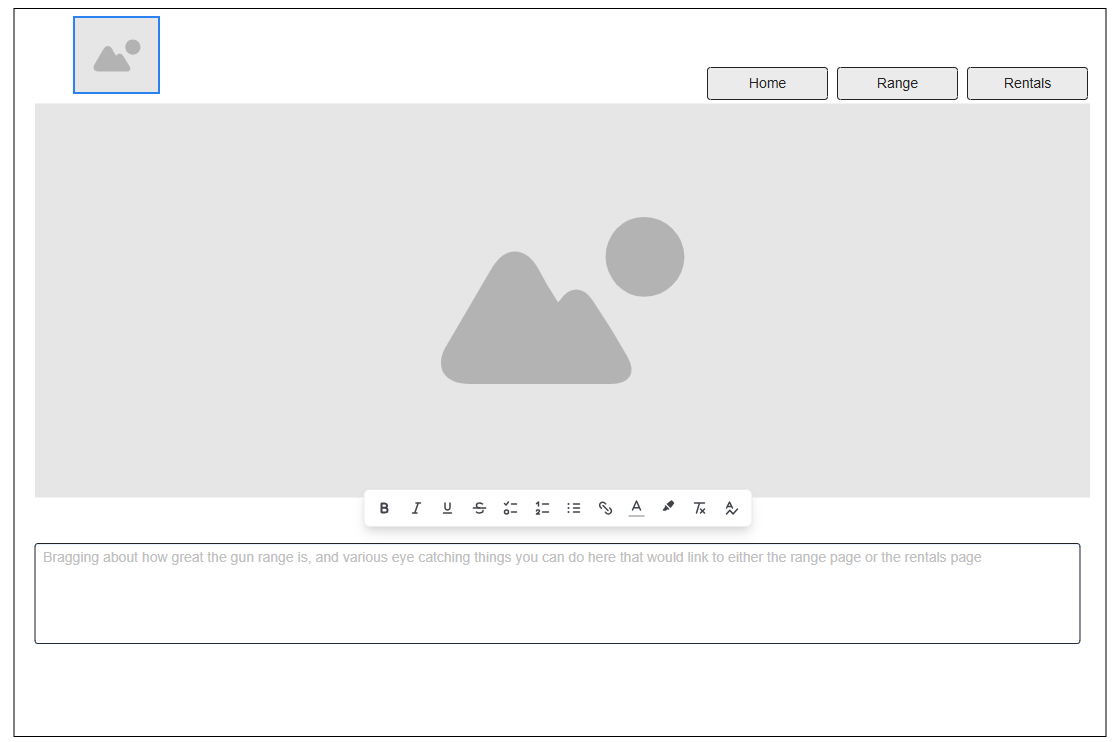 Home
Range
Rentals
Bragging about how great the gun range is, and various eye catching things you can do here that would link to either the range page or the rentals page